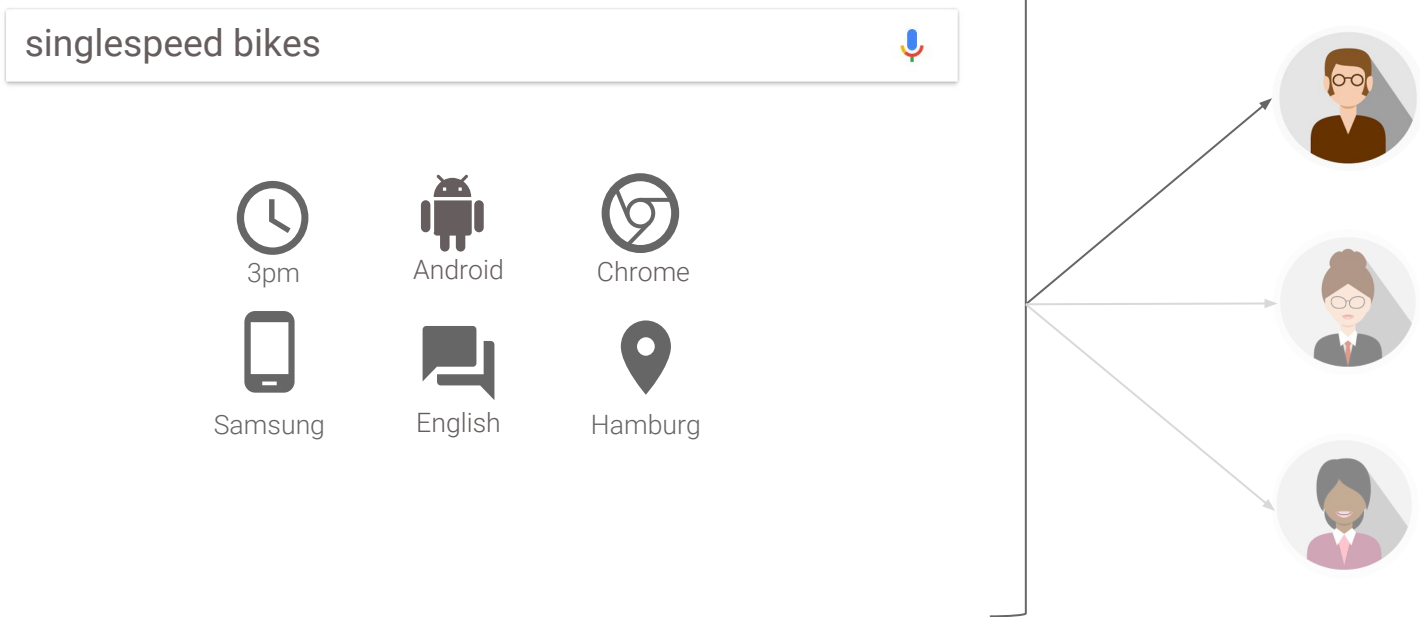 singlespeed bikes
3pm
Android
Chrome
Samsung
English
Hamburg